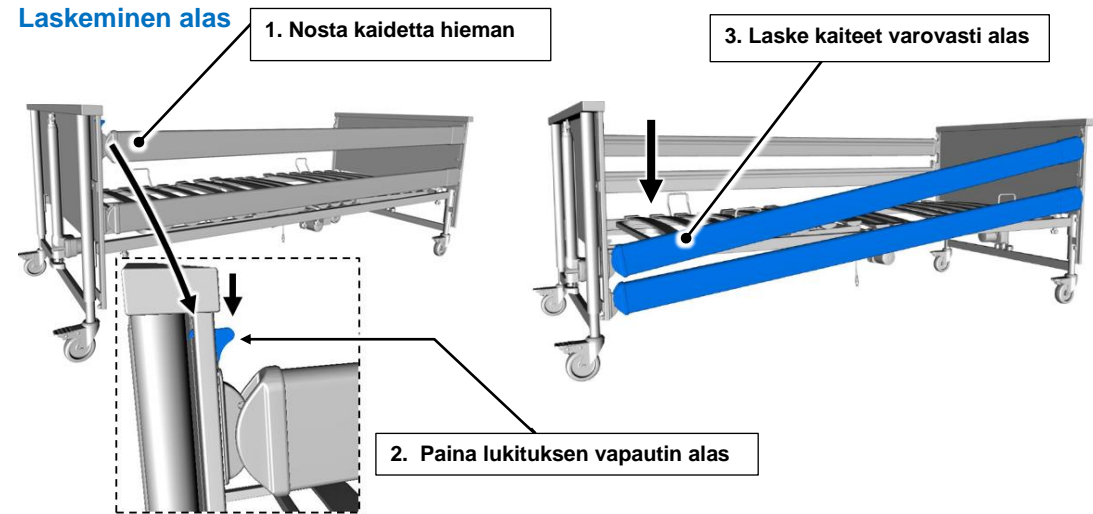 Laskeminen alas
1. Nosta kaidetta hieman
3. Laske kaiteet varovasti alas
2. Paina lukituksen vapautin alas